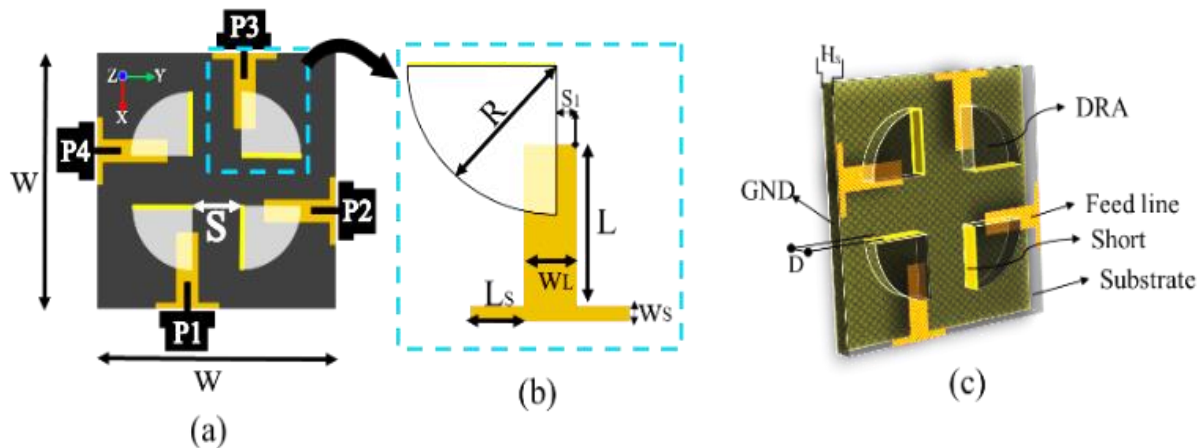 P3
Z
Y
X
P4
W
P2
S
P1
W
(a)
R
S1
L
WL
LS
WS
(b)
HS
DRA
GND
Feed line
Short
D
Substrate
(c)